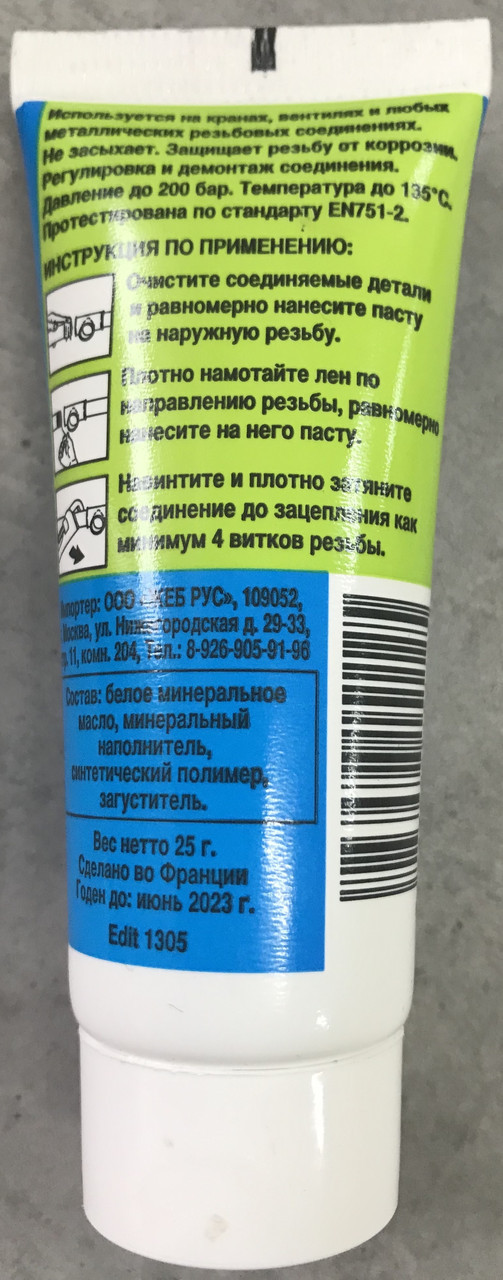 Используется на кранах, вентилях и любых
металлических резьбовых соединениях.
Не засыхает. Защищает резьбу от коррозии.
Регулировка и демонтаж соединения.
Давление до 200 бар. Температура до 135°C.
Протестирована по стандарту EN751-2.
ИНСТРУКЦИЯ ПО ПРИМЕНЕНИЮ:
Очистите соединяемые детали
и равномерно нанесите пасту
на наружную резьбу.
Плотно намотайте лен по
направлению резьбы, равномерно
нанесите на него пасту.
Навинтите и плотно затяните
соединение до зацепления как
минимум 4 витков резьбы.
Импортер: ООО РУС», 109052,
Москва, ул. Нижегородская д. 29-33,
стр. 11, комн. 204, Тел.: 8-926-905-91-96
Состав: белое минеральное
масло, минеральный
наполнитель,
синтетический полимер,
загуститель.
Вес нетто 25 г.
Сделано во Франции
Годен до: июнь 2023 г.
Edit 1305